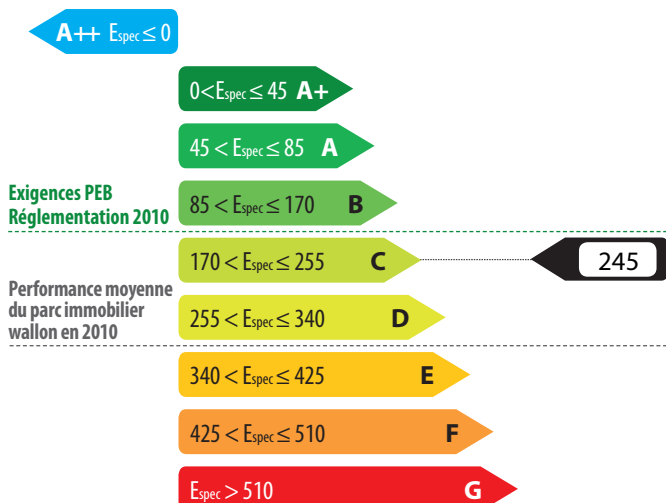 A++ Espec ≤ 0
0 < Espec ≤ 45 A+
45 < Espec ≤ 85 A
Exigences PEB
Réglementation 2010
85 < Espec ≤ 170 B
170 < Espec ≤ 255 C
245
Performance moyenne
du parc immobilier
wallon en 2010
255 < Espec ≤ 340 D
340 < Espec ≤ 425 E
425 < Espec ≤ 510 F
Espec > 510 G